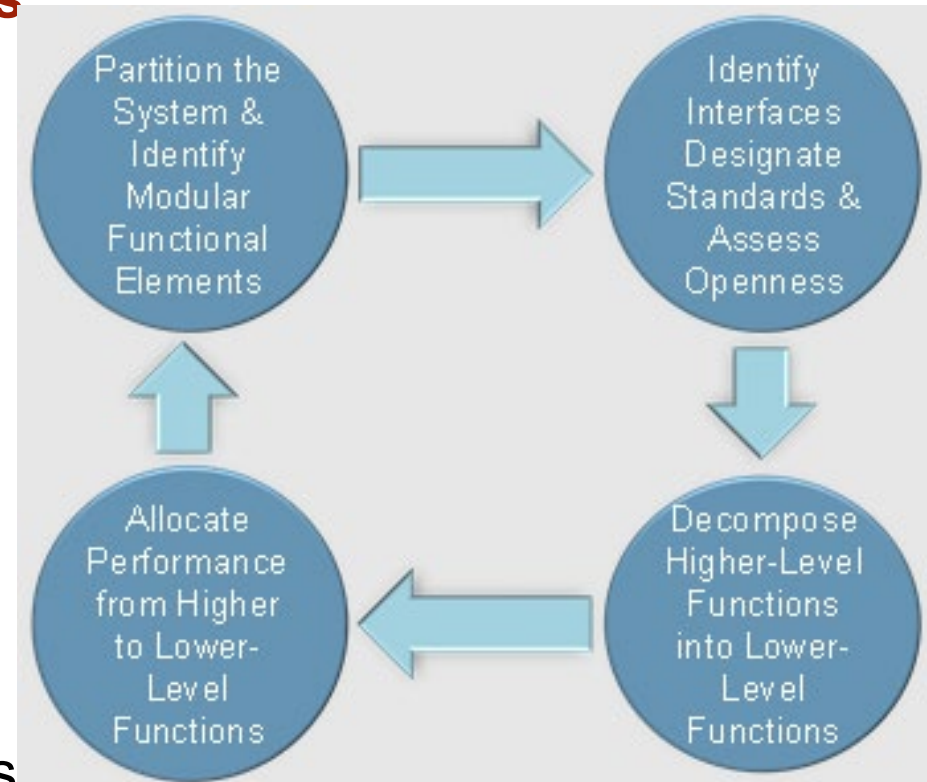 s
Partition the
System &
Identify
Modular
Functional
Elements
Identify
Interfaces
Designate
Standards &
Assess
Openness
Decompose
Higher-Level
Functions
into Lower-
Level
Functions
Allocate
Performance
from Higher
to Lower-
Level
Functions
s